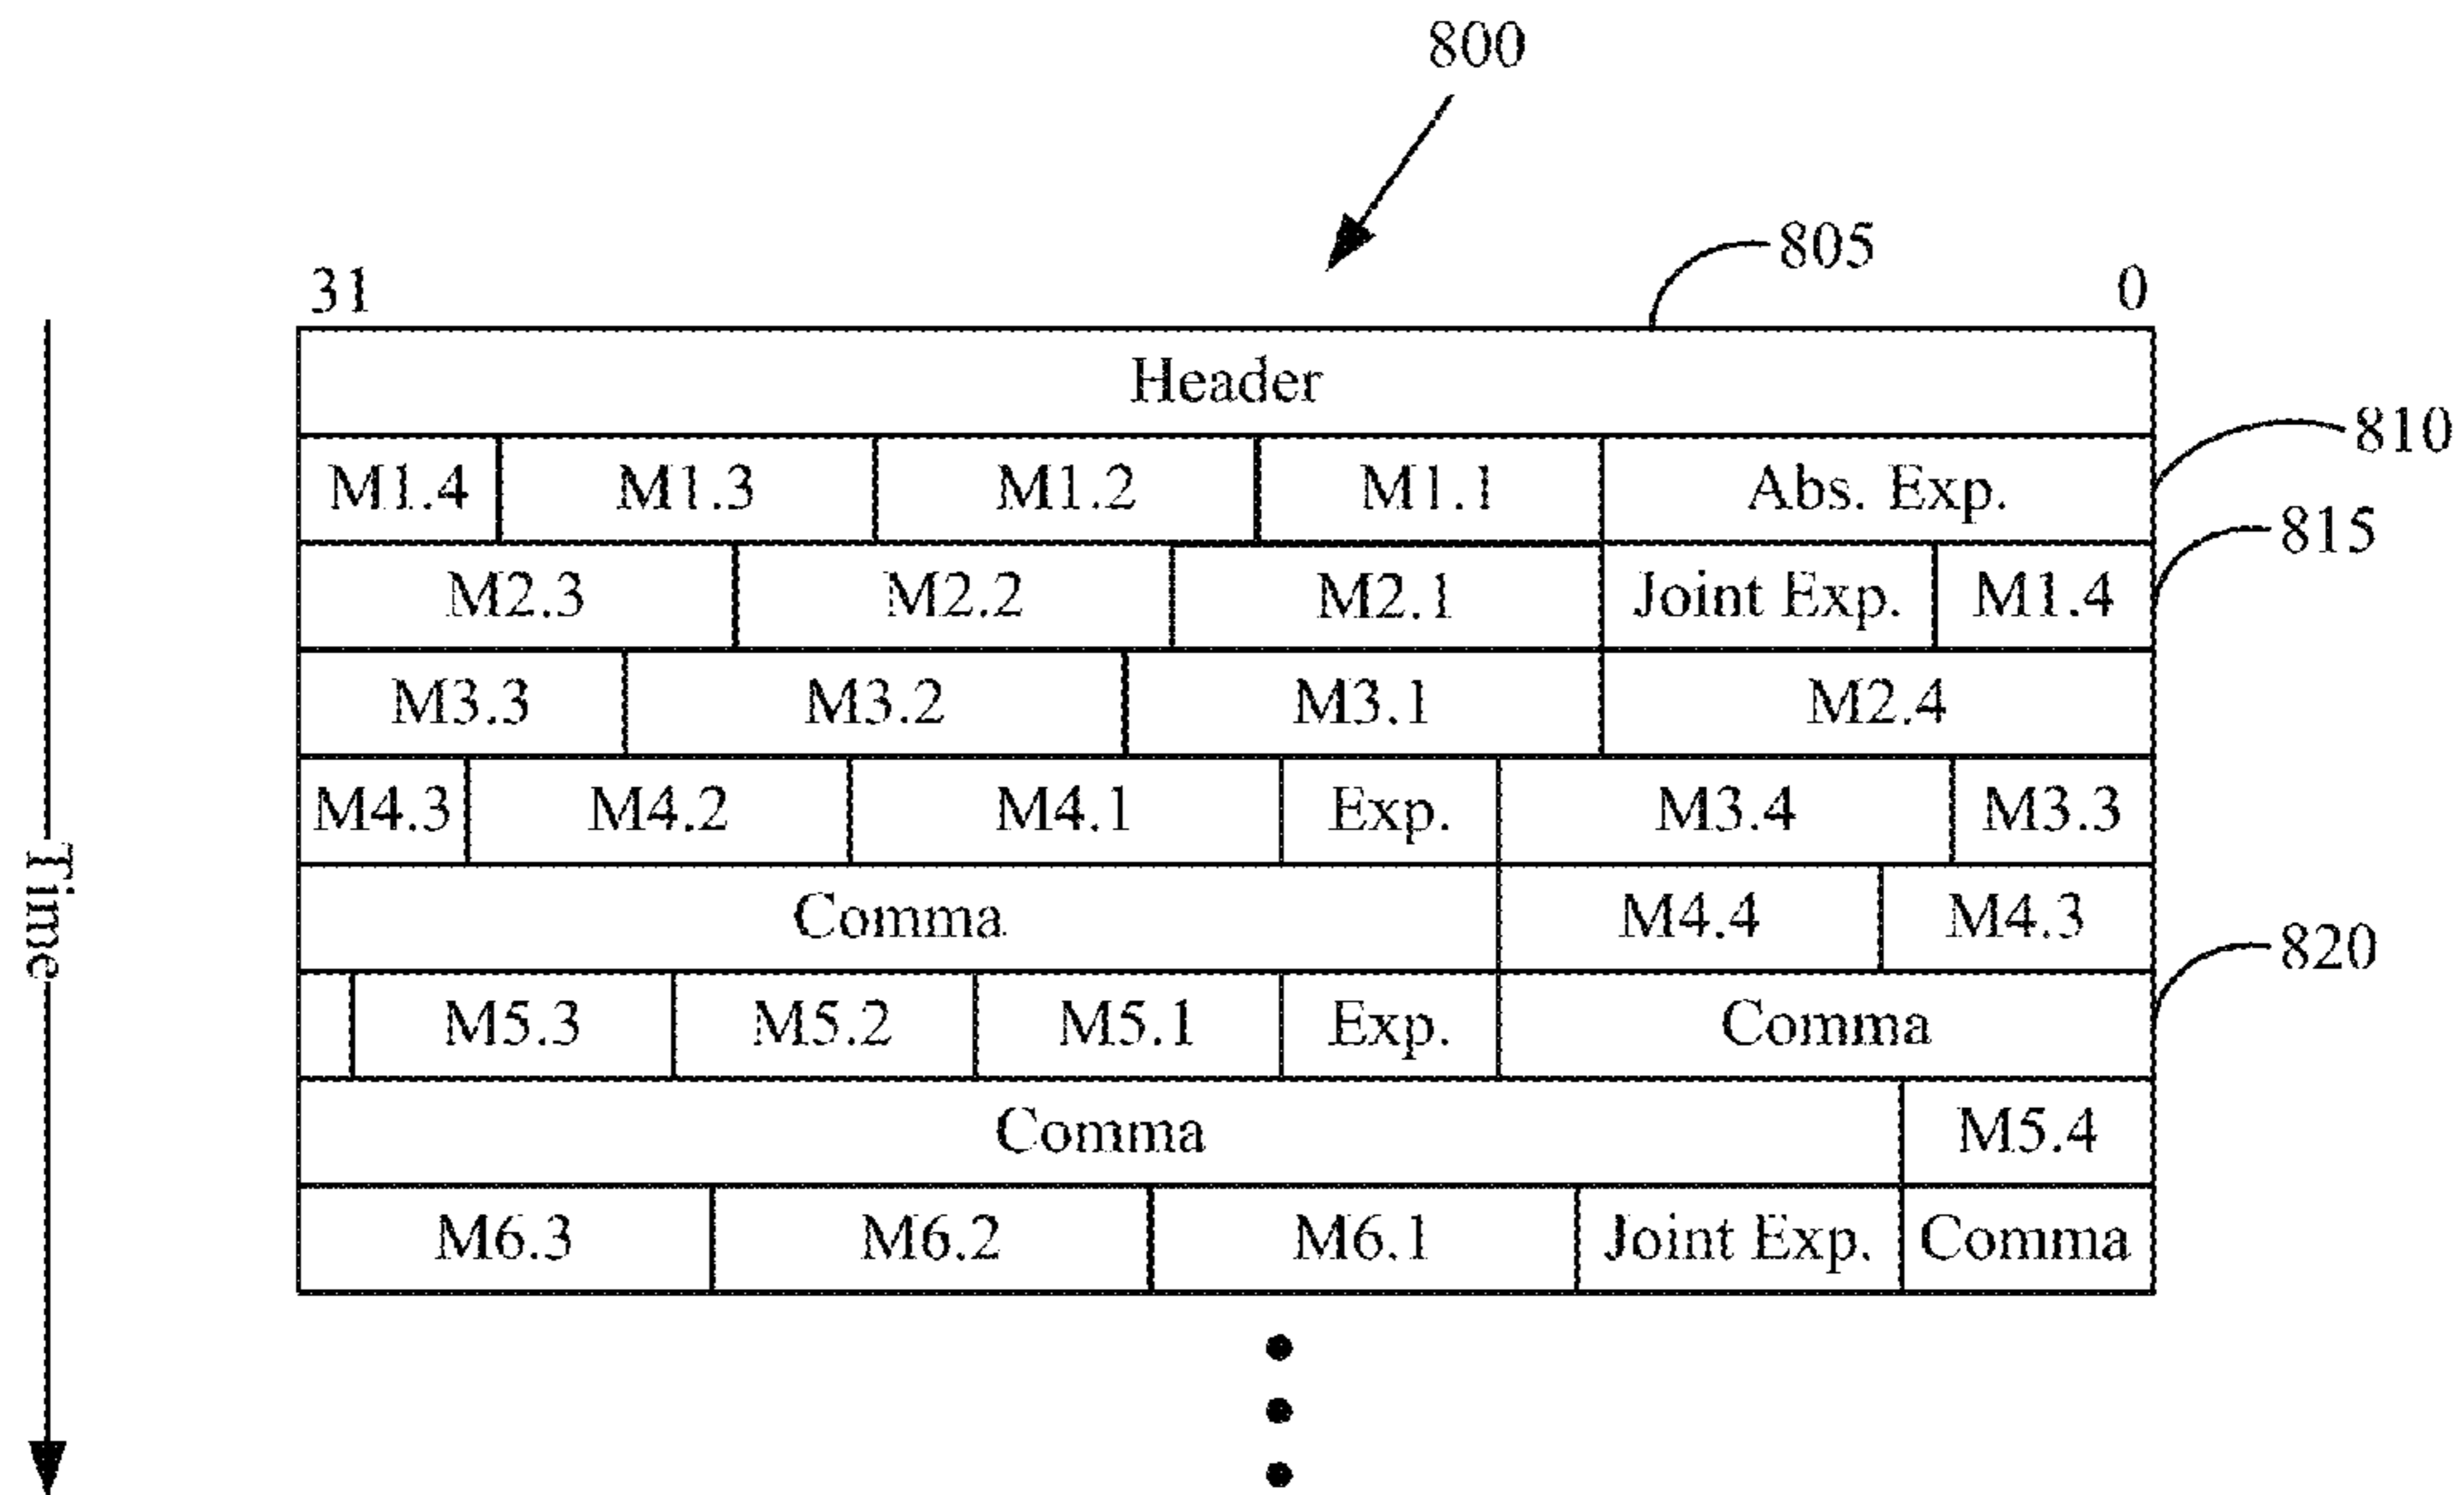 800
805
31 0
Header
810
M1.4 M1.3 M1.2 M1.1 Abs. Exp.
815
M2.3 M2.2 M2.1 Joint Exp. M1.4
M3.3 M3.2 M3.1 M2.4
M4.3 M4.2 M4.1 Exp. M3.4 M3.3
Time
Comma M4.4 M4.3
820
M5.3 M5.2 M5.1 Exp. Comma
Comma M5.4
M6.3 M6.2 M6.1 Joint Exp. Comma